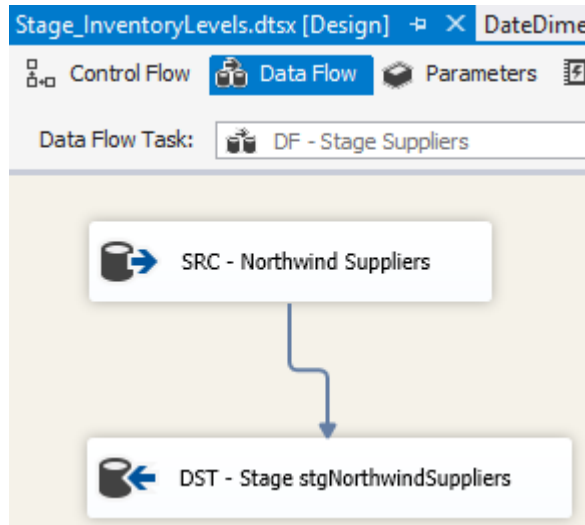 Stage_InventoryLevels.dtsx [Design] DateDime
Control Flow Data Flow Parameters
Data Flow Task: DF - Stage Suppliers
SRC - Northwind Suppliers
DST - Stage stgNorthwindSuppliers